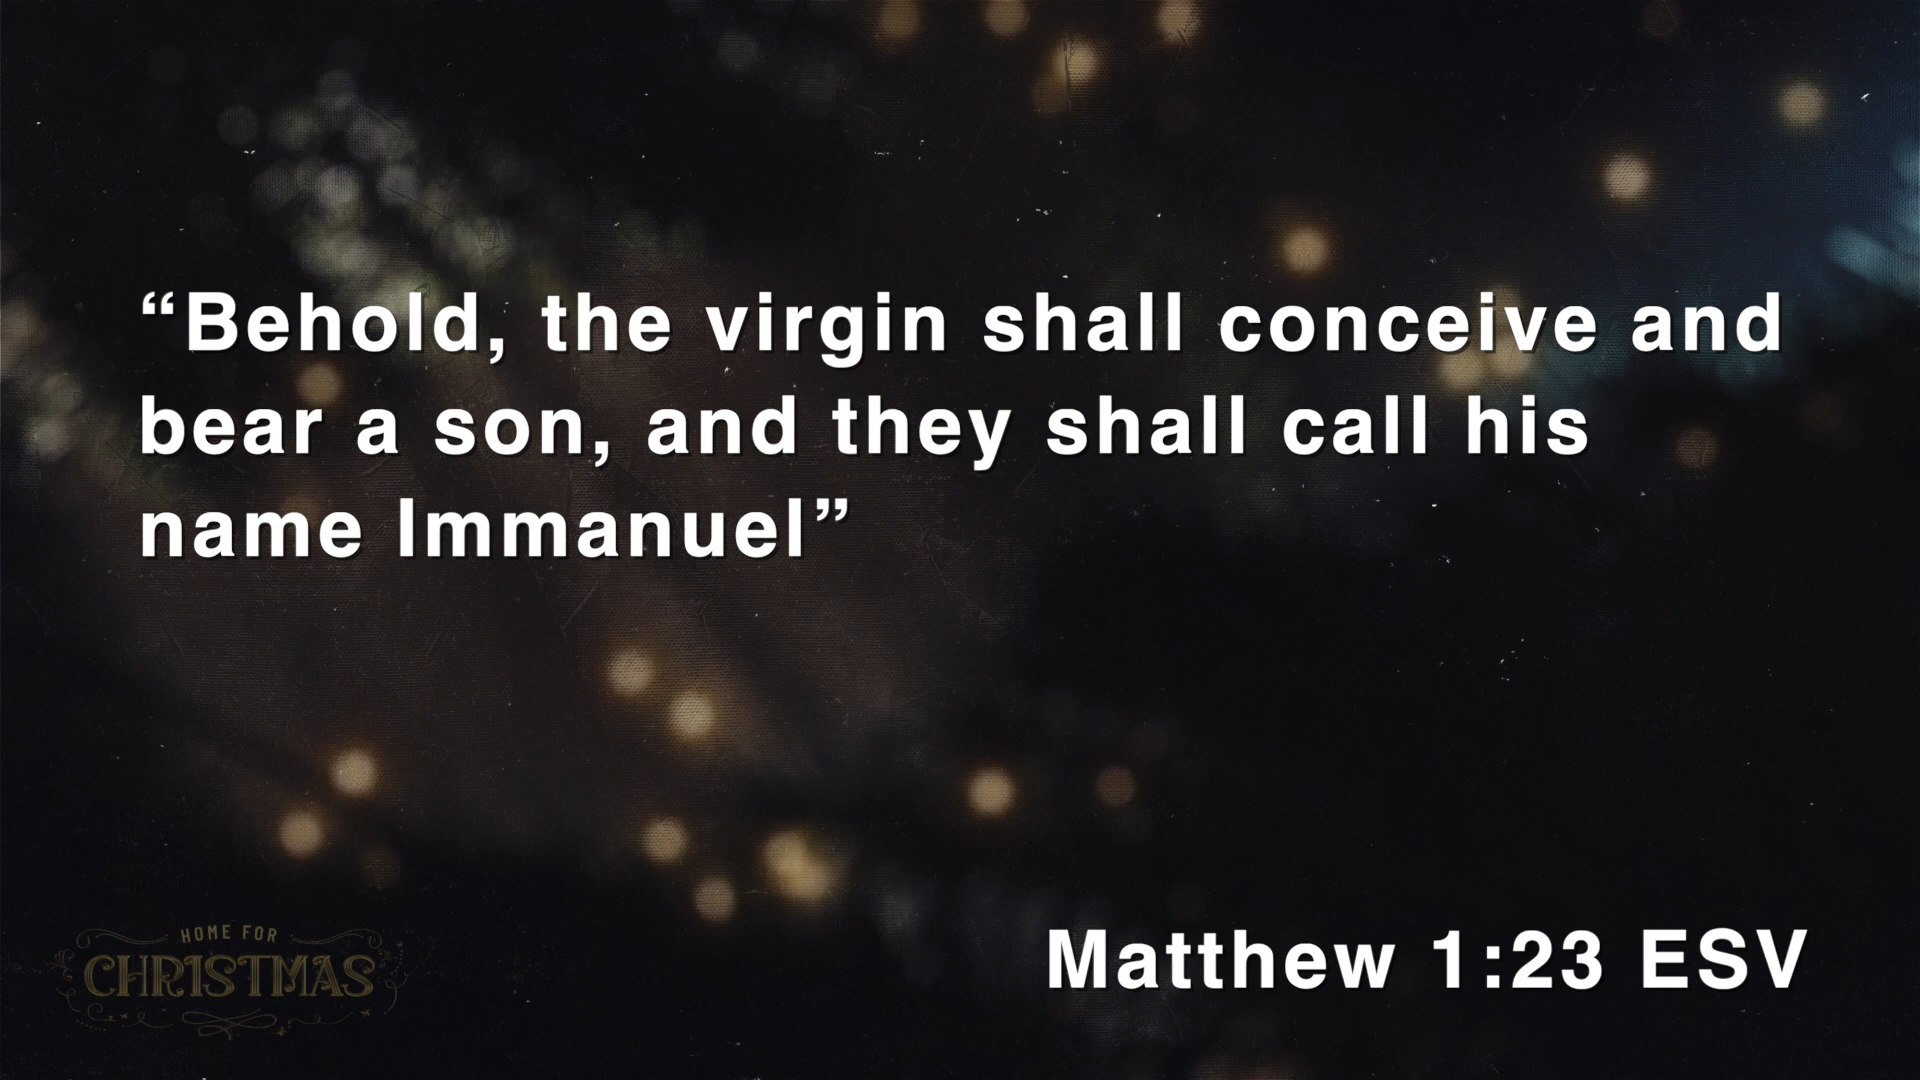 “Behold, the virgin shall conceive and
bear a son, and they shall call his
name Immanuel”
HOME FOR
CHRISTMAS
Matthew 1:23 ESV